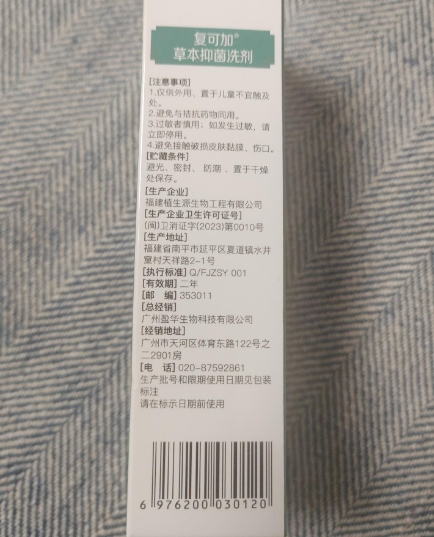 复可加®
草本抑菌洗剂
[注意事项]
1.仅供外用、置于儿童不宜触及
处。
2.避免与拮抗药物同用。
3.过敏者慎用；如发生过敏，请
立即停用。
4.避免接触破损皮肤黏膜、伤口。
[贮藏条件]
避光、密封、防潮、置于干燥
处保存。
[生产企业]
福建植生源生物工程有限公司
[生产企业卫生许可证号]
(闽)卫消证字(2023)第0010号
[生产地址]
福建省南平市延平区夏道镇水井
窠村天祥路2-1号
[执行标准] Q/FJZSY 001
[有效期] 二年
[邮 编] 353011
[总经销]
广州盈华生物科技有限公司
[经销地址]
广州市天河区体育东路122号之
二2901房
[电 话] 020-87592861
生产批号和限期使用日期见包装
标注
请在标示日期前使用
6 976200 030120